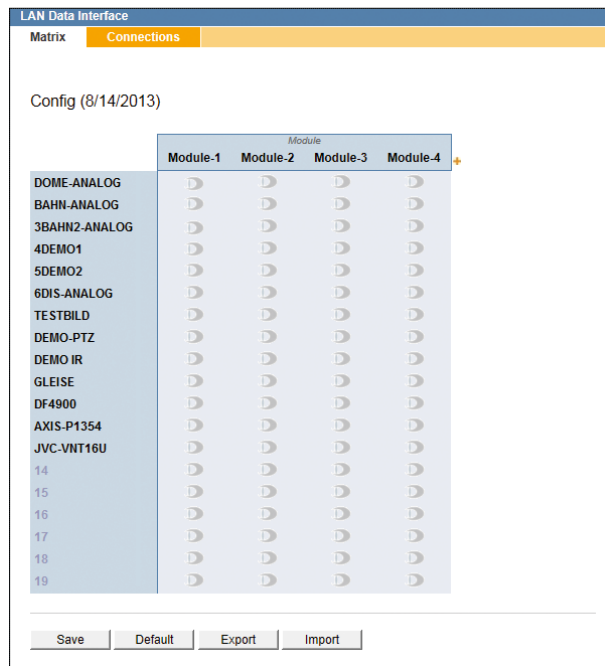 LAN Data Interface
Matrix Connections
Config (8/14/2013)
Module
Module-1 Module-2 Module-3 Module-4 +
DOME-ANALOG
BAHN-ANALOG
3BAHN2-ANALOG
4DEMO1
5DEMO2
6DIS-ANALOG
TESTBILD
DEMO-PTZ
DEMO IR
GLEISE
DF4900
AXIS-P1354
JVC-VNT16U
14
15
16
17
18
19
Save Default Export Import